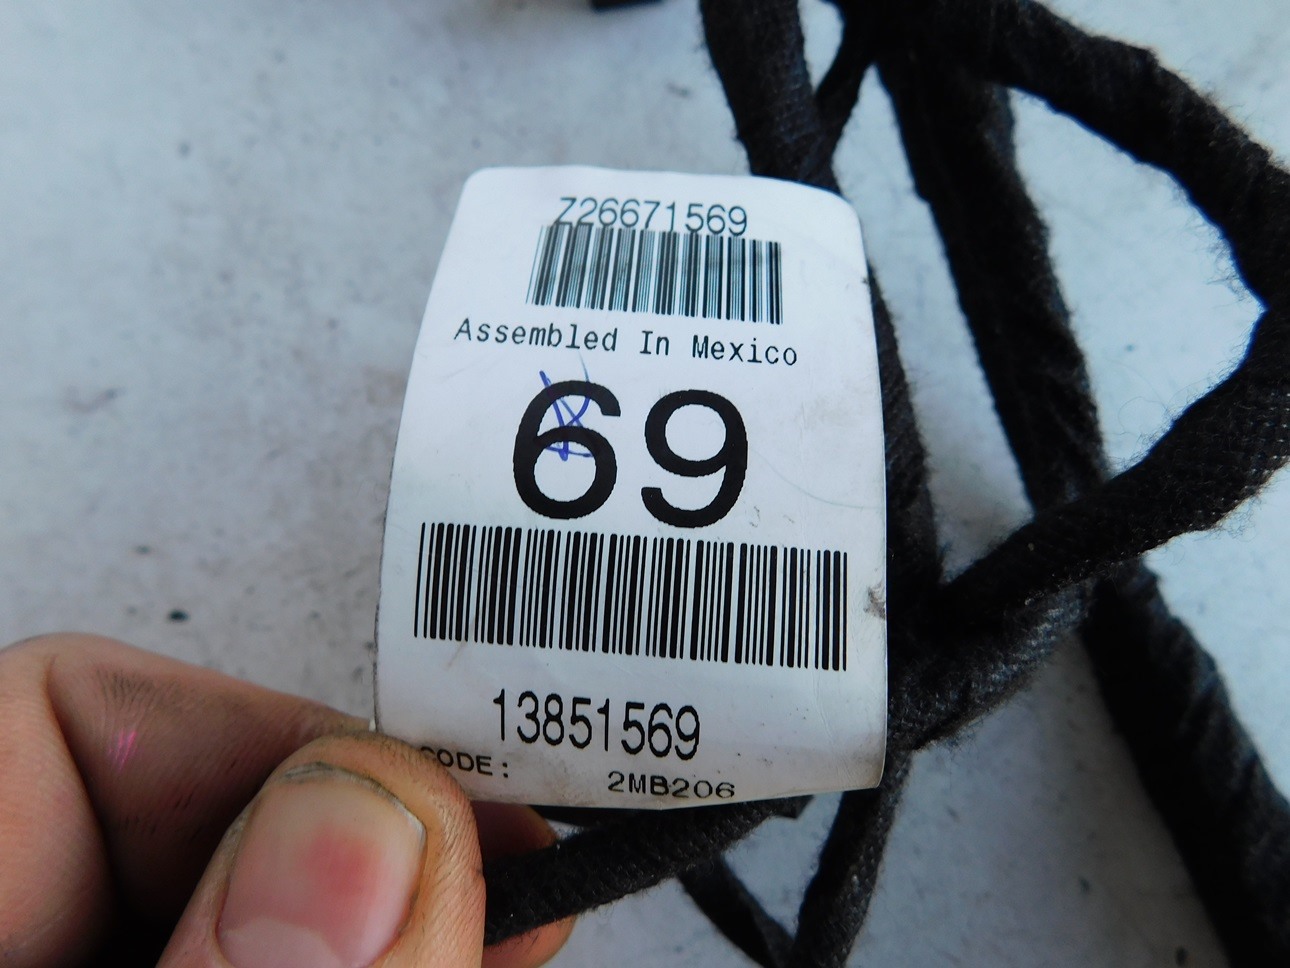 Z26671569
Assembled In Mexico
69
13851569
CODE: 2MB206